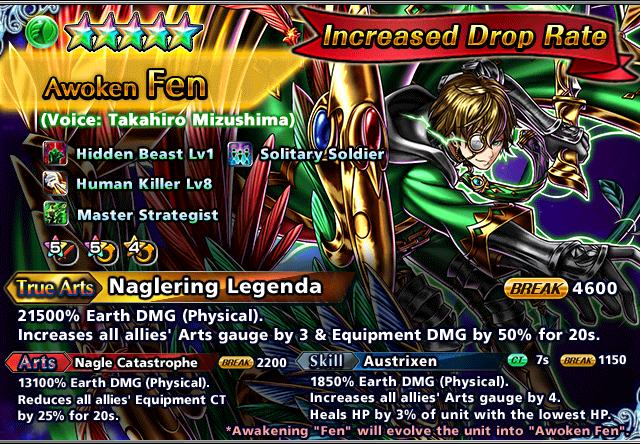 Increased Drop Rate
Awoken Fen
(Voice: Takahiro Mizushima)
Hidden Beast Lv1
Solitary Soldier
Human Killer Lv8
Master Strategist
5 5 4
True Arts Naglering Legenda BREAK 4600
21500% Earth DMG (Physical).
Increases all allies' Arts gauge by 3 & Equipment DMG by 50% for 20s.
Arts Nagle Catastrophe BREAK 2200
13100% Earth DMG (Physical).
Reduces all allies' Equipment CT
by 25% for 20s.
Skill Austrixen CT 7s BREAK 1150
1850% Earth DMG (Physical).
Increases all allies' Arts gauge by 4.
Heals HP by 3% of unit with the lowest HP.
*Awakening "Fen" will evolve the unit into "Awoken Fen".